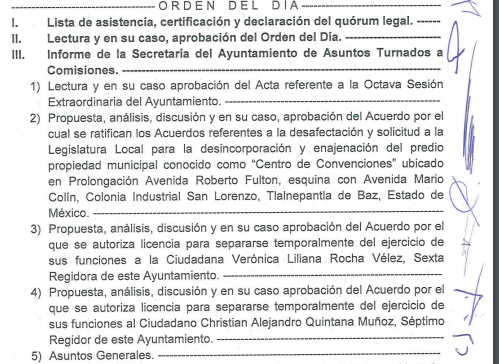 ---------------------------------- ORDEN DEL DIA----------------------------------
I. Lista de asistencia, certificación y declaración del quórum legal. ------
II. Lectura y en su caso, aprobación del Orden del Día. ------------------------
III. Informe de la Secretaría del Ayuntamiento de Asuntos Turnados a
Comisiones. --------------------------------------------------------------------------------
1) Lectura y en su caso aprobación del Acta referente a la Octava Sesión
Extraordinaria del Ayuntamiento. ------------------------------------------------------
2) Propuesta, análisis, discusión y en su caso, aprobación del Acuerdo por el
cual se ratifican los Acuerdos referentes a la desafectación y solicitud a la
Legislatura Local para la desincorporación y enajenación del predio
propiedad municipal conocido como “Centro de Convenciones” ubicado
en Prolongación Avenida Roberto Fulton, esquina con Avenida Mario
Colín, Colonia Industrial San Lorenzo, Tlalnepantla de Baz, Estado de
México. ---------------------------------------------------------------------------------------
3) Propuesta, análisis, discusión y en su caso aprobación del Acuerdo por el
que se autoriza licencia para separarse temporalmente del ejercicio de
sus funciones a la Ciudadana Verónica Liliana Rocha Vélez, Sexta
Regidora de este Ayuntamiento. -------------------------------------------------------
4) Propuesta, análisis, discusión y en su caso aprobación del Acuerdo por el
que se autoriza licencia para separarse temporalmente del ejercicio de
sus funciones al Ciudadano Christian Alejandro Quintana Muñoz, Séptimo
Regidor de este Ayuntamiento. ---------------------------------------------------------
5) Asuntos Generales. ----------------------------------------------------------------------